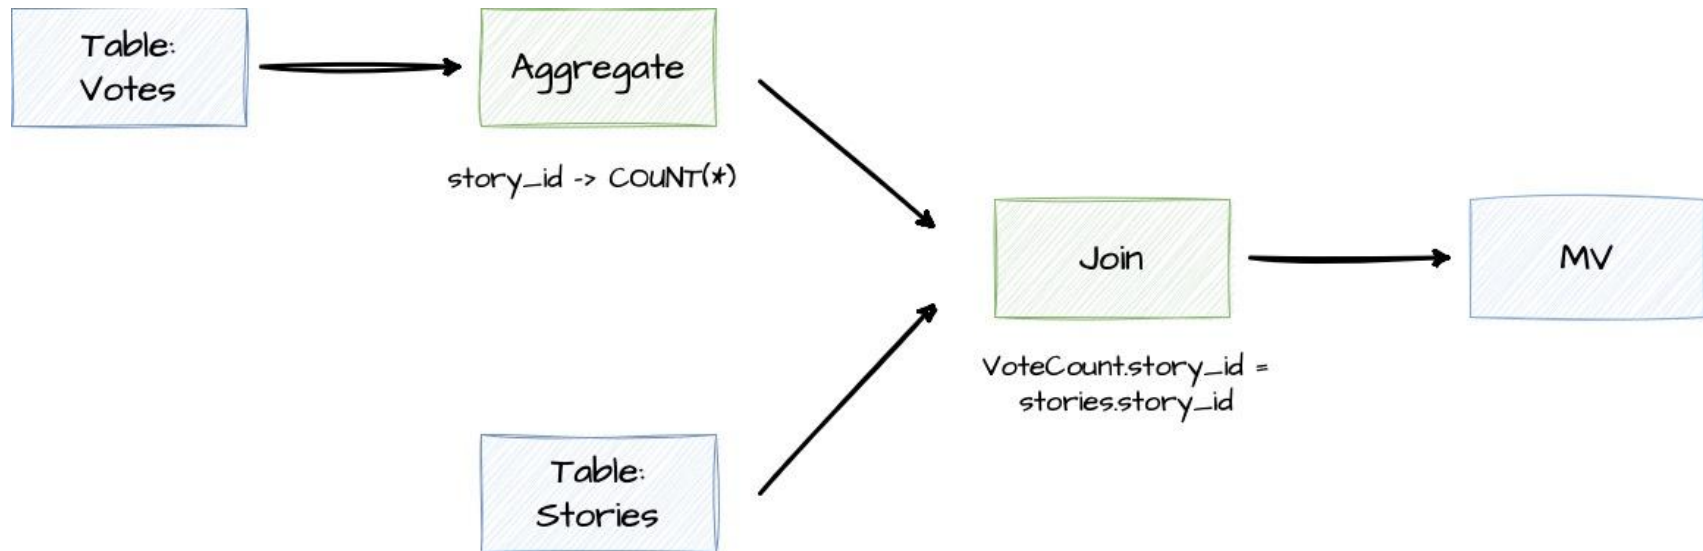 Table:
Votes
Aggregate
story_id -> COUNT(*)
Join
MV
VoteCount.story_id =
stories.story_id
Table:
Stories